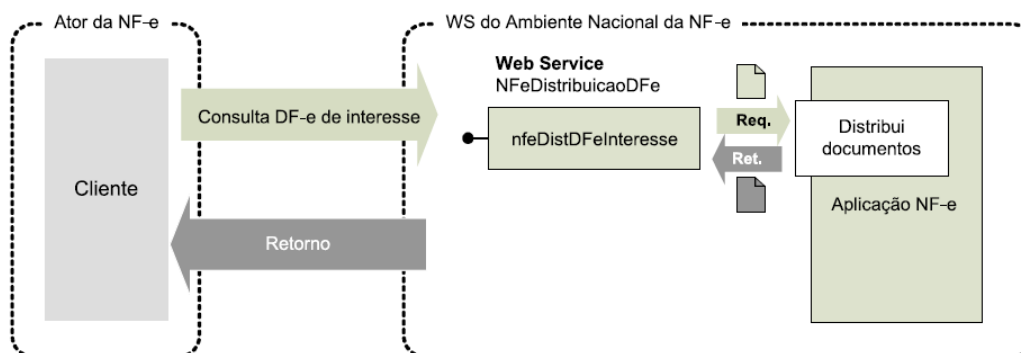 Ator da NF-e
WS do Ambiente Nacional da NF-e
Web Service
NFeDistribuicaoDFe
Consulta DF-e de interesse
nfeDistDFeInteresse
Req.
Ret.
Distribui
documentos
Cliente
Aplicação NF-e
Retorno